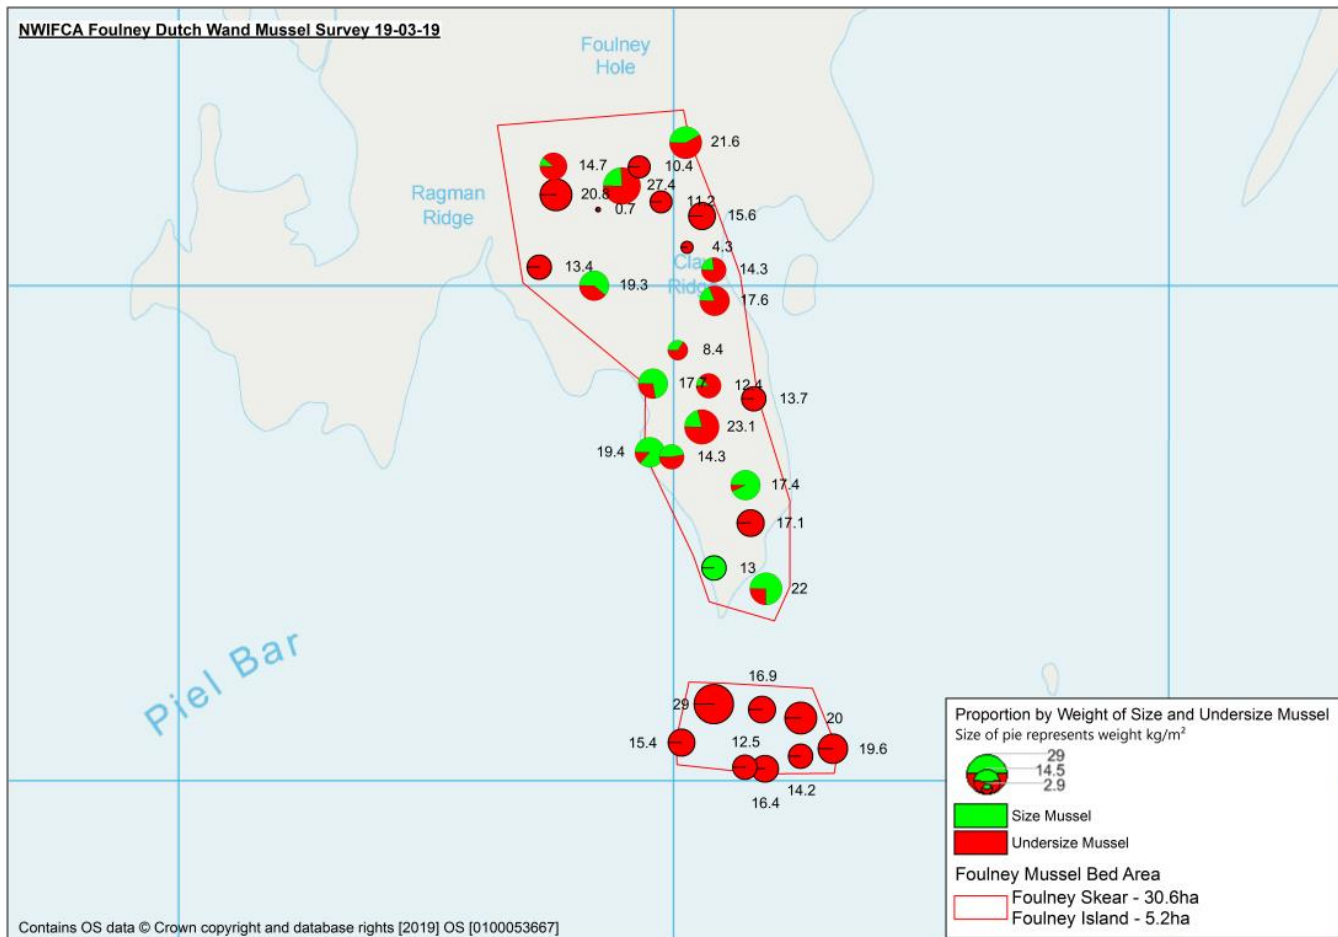 NWIFCA Foulney Dutch Wand Mussel Survey 19-03-19
Foulney
Hole
21.6
14.7
10.4
27.4
Ragman
Ridge
20.8
0.7
11.2
15.6
4.3
Clay
Ridge
13.4
14.3
19.3
17.6
8.4
17.7
12.4
13.7
23.1
19.4
14.3
17.4
17.1
13
22
Piel Bar
16.9
29
20
15.4
12.5
19.6
14.2
16.4
Proportion by Weight of Size and Undersize Mussel
Size of pie represents weight kg/m²
29
14.5
2.9
Size Mussel
Undersize Mussel
Foulney Mussel Bed Area
Foulney Skear - 30.6ha
Foulney Island - 5.2ha
Contains OS data © Crown copyright and database rights [2019] OS [0100053667]